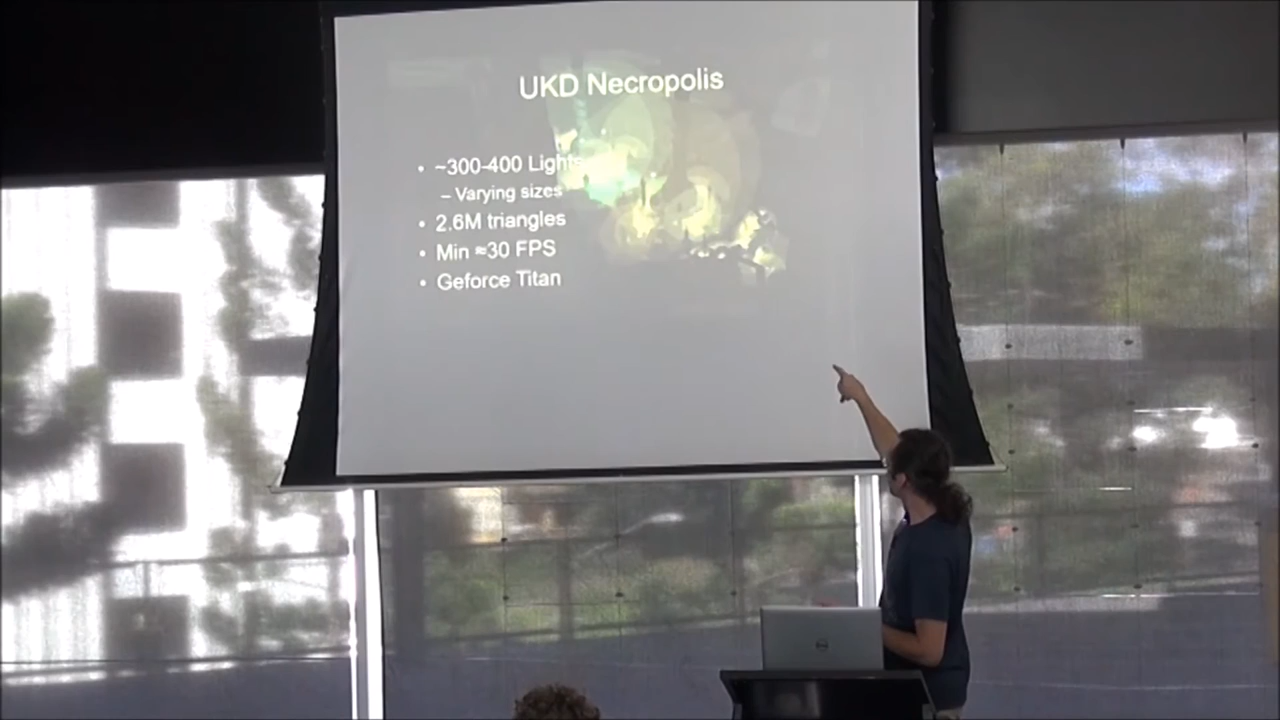 UKD Necropolis
• ~300-400 Lights
– Varying sizes
• 2.6M triangles
• Min ≈30 FPS
• Geforce Titan